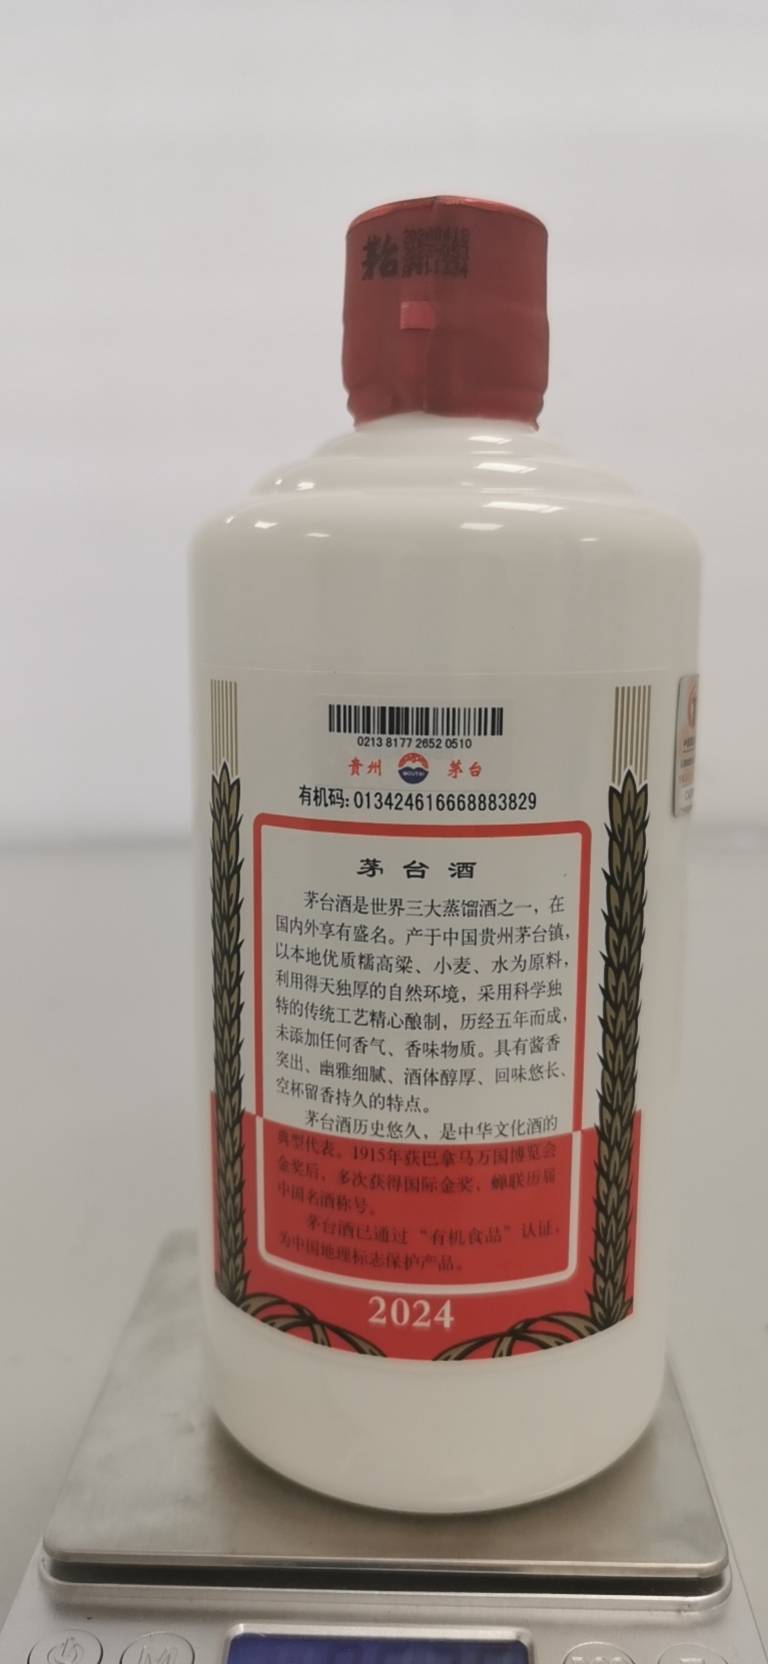 茅台
0213 8177 2652 0510
贵州 MOUTAI 茅台
有机码:013424616668883829
茅台酒
茅台酒是世界三大蒸馏酒之一，在
国内外享有盛名。产于中国贵州茅台镇，
以本地优质糯高粱、小麦、水为原料，
利用得天独厚的自然环境，采用科学独
特的传统工艺精心酿制，历经五年而成，
未添加任何香气、香味物质。具有酱香
突出、幽雅细腻、酒体醇厚、回味悠长、
空杯留香持久的特点。
茅台酒历史悠久，是中华文化酒的
典型代表。1915年获巴拿马万国博览会
金奖后，多次获得国际金奖，蝉联历届
中国名酒称号。
茅台酒已通过“有机食品”认证，
为中国地理标志保护产品。
2024